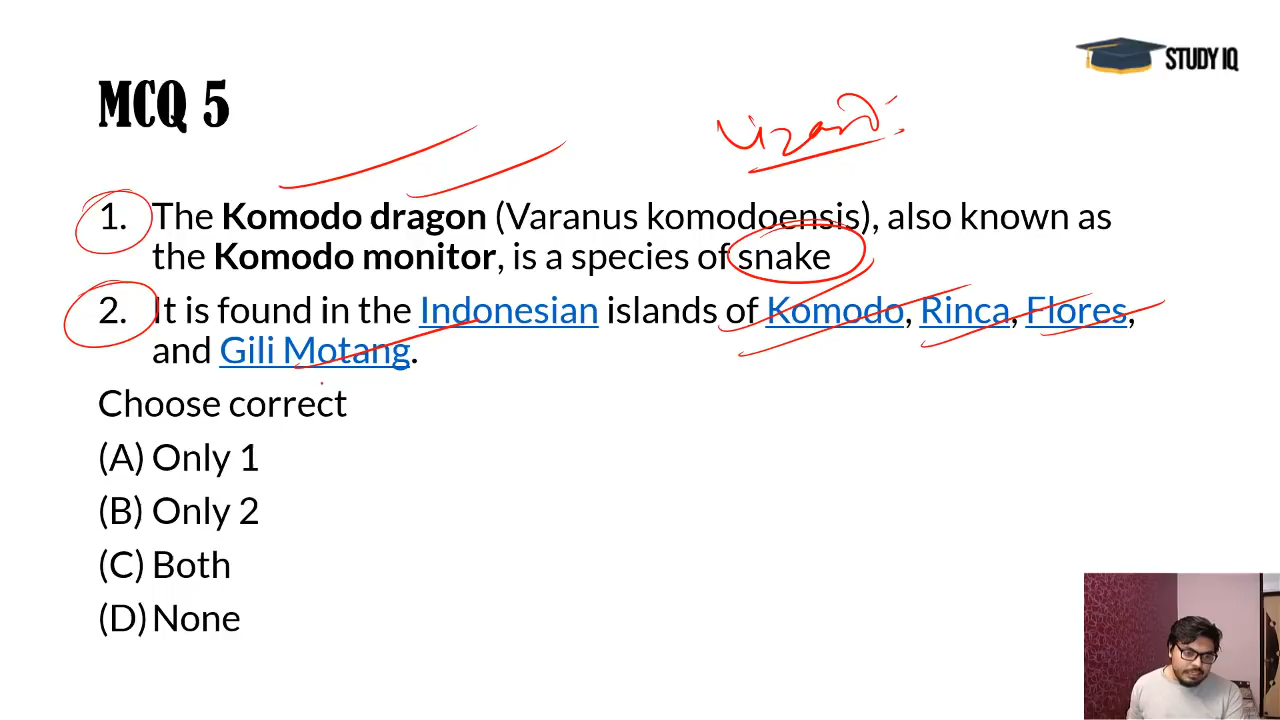 STUDY IQ
MCQ 5
Lizard:
1. The Komodo dragon (Varanus komodoensis), also known as
the Komodo monitor, is a species of snake
2. It is found in the Indonesian islands of Komodo, Rinca, Flores,
and Gili Motang.
Choose correct
(A) Only 1
(B) Only 2
(C) Both
(D) None